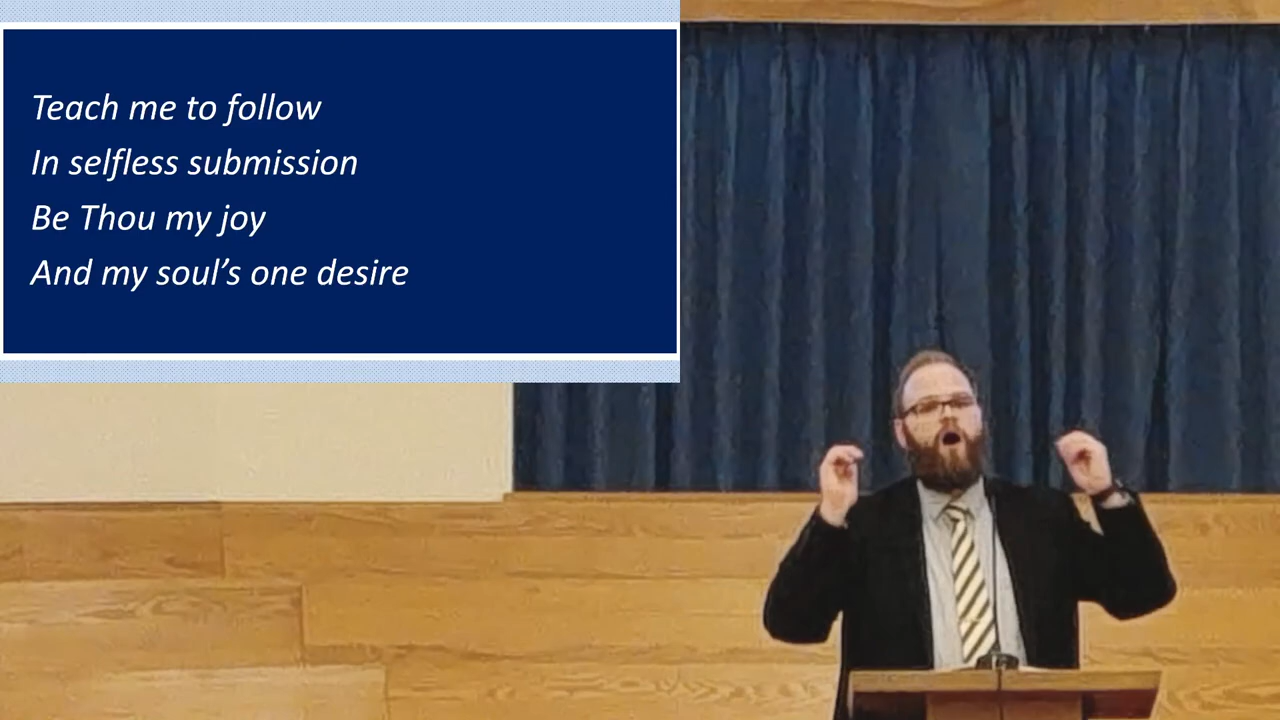 Teach me to follow
In selfless submission
Be Thou my joy
And my soul’s one desire